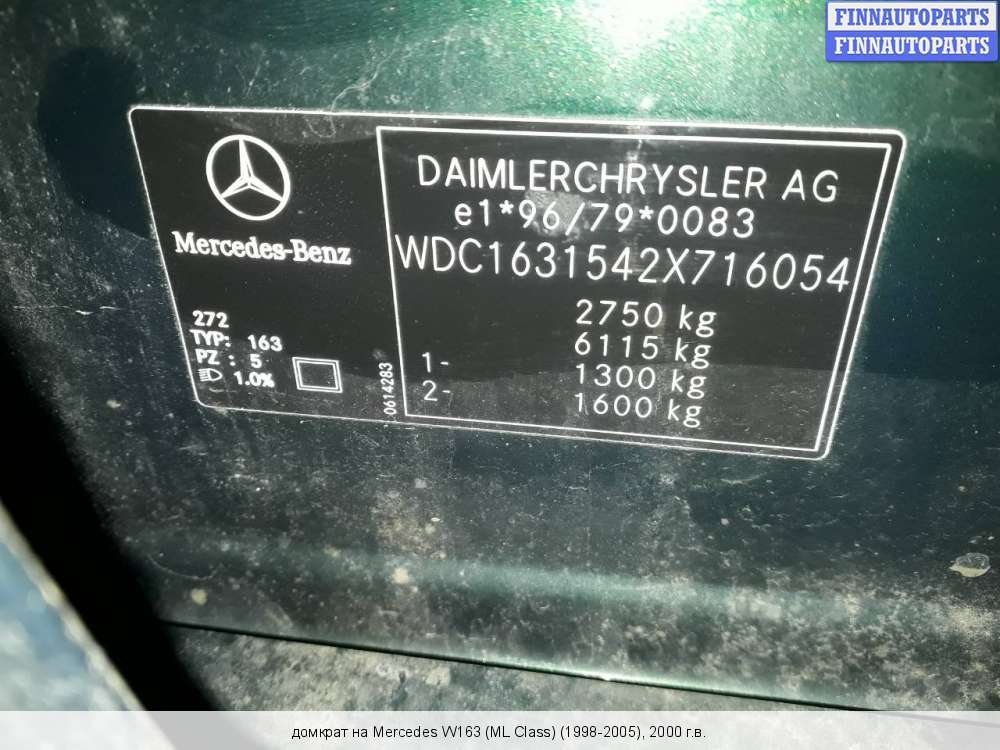 FINNAUTOPARTS
FINNAUTOPARTS
Mercedes-Benz
272
TYP: 163
PZ : 5
1.0%
0614283
DAIMLERCHRYSLER AG
e1*96/79*0083
WDC1631542X716054
2750 kg
6115 kg
1- 1300 kg
2- 1600 kg
домкрат на Mercedes W163 (ML Class) (1998-2005), 2000 г.в.